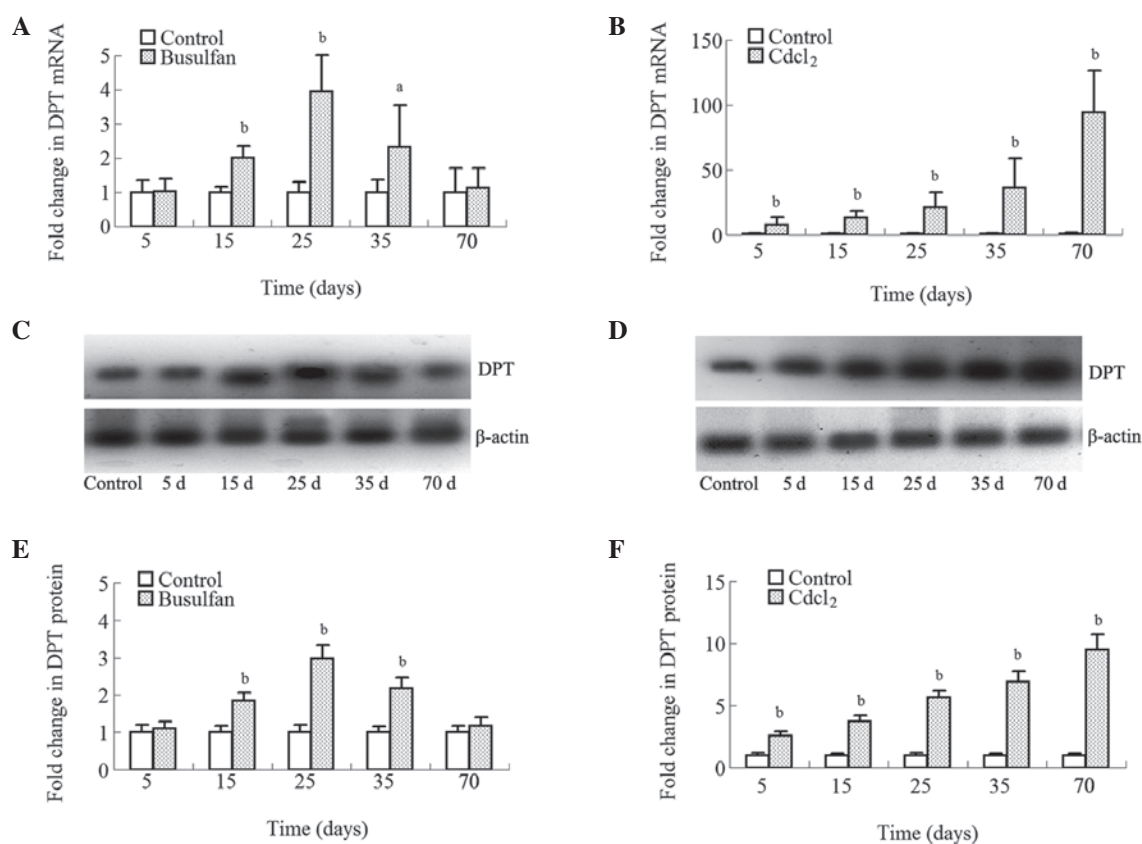 A
Fold change in DPT mRNA
Control
Busulfan
5
4
3
2
1
0
b
b
a
5 15 25 35 70
Time (days)
B
Fold change in DPT mRNA
Control
Cdcl2
150
100
50
0
b
b
b
b
b
5 15 25 35 70
Time (days)
C
DPT
β-actin
Control 5 d 15 d 25 d 35 d 70 d
D
DPT
β-actin
Control 5 d 15 d 25 d 35 d 70 d
E
Fold change in DPT protein
Control
Busulfan
5
4
3
2
1
0
b
b
b
5 15 25 35 70
Time (days)
F
Fold change in DPT protein
Control
Cdcl2
15
10
5
0
b
b
b
b
b
5 15 25 35 70
Time (days)